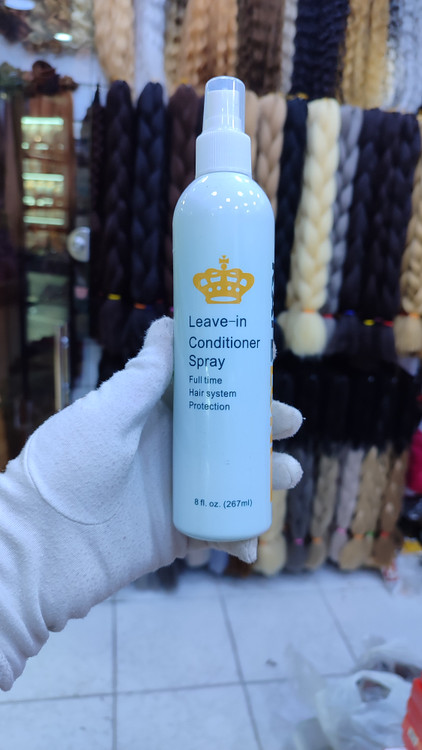 Leave-in
Conditioner
Spray
Full time
Hair system
Protection
8 fl. oz. (267ml)